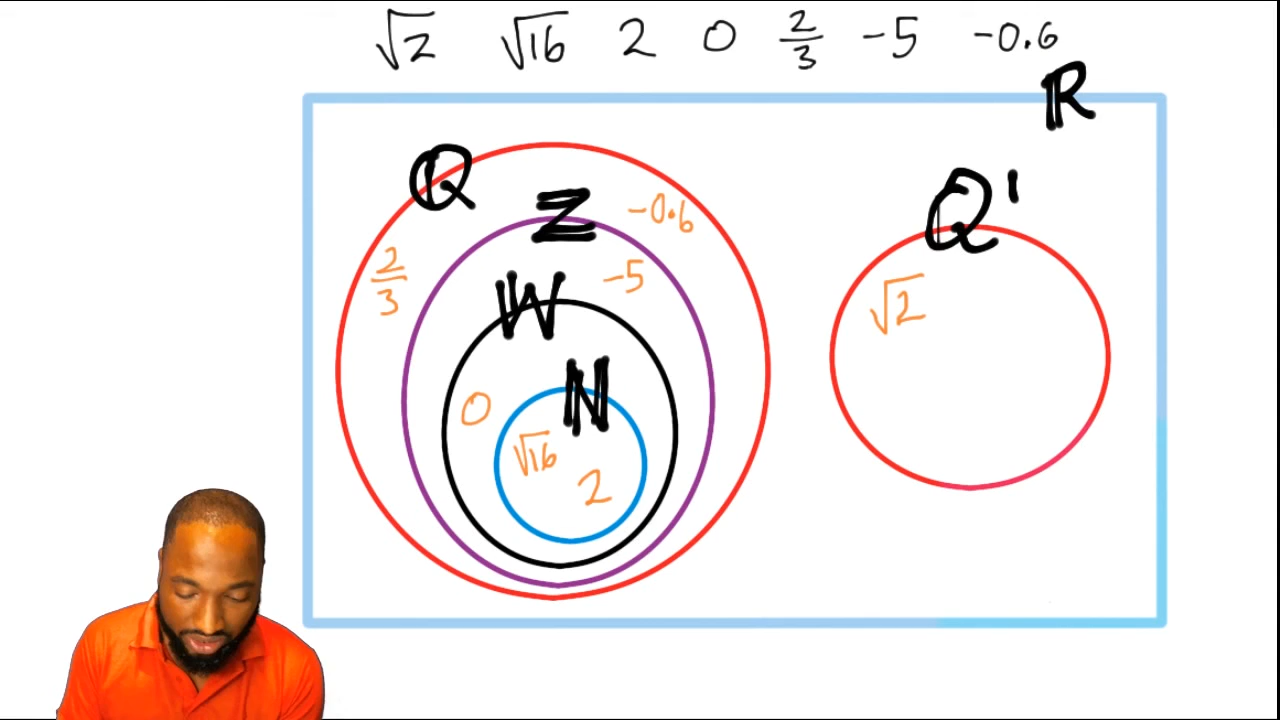 √2 √16 2 0 2/3 -5 -0.6
R
Q Z -0.6 Q'
2/3 W -5 √2
N
0 √16
2